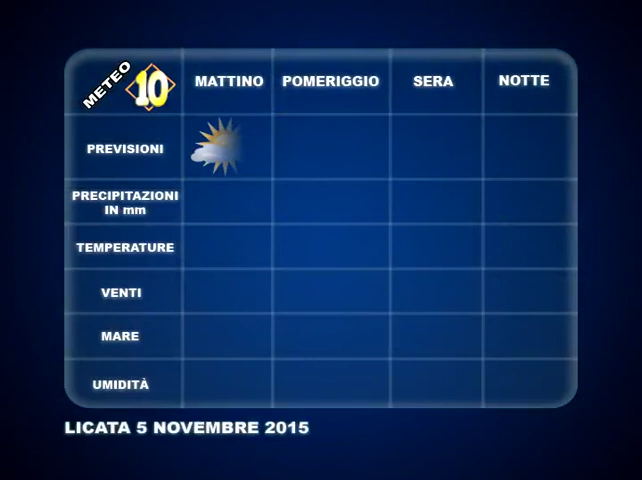 METEO 10
MATTINO POMERIGGIO SERA NOTTE
PREVISIONI
PRECIPITAZIONI
IN mm
TEMPERATURE
VENTI
MARE
UMIDITÀ
LICATA 5 NOVEMBRE 2015